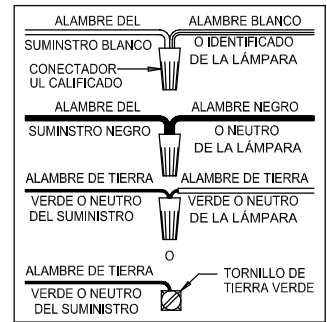 ALAMBRE DEL
SUMINSTRO BLANCO
ALAMBRE BLANCO
O IDENTIFICADO
DE LA LÁMPARA
CONECTADOR
UL CALIFICADO
ALAMBRE DEL
SUMINSTRO NEGRO
ALAMBRE NEGRO
O NEUTRO
DE LA LÁMPARA
ALAMBRE DE TIERRA
VERDE O NEUTRO
DEL SUMINISTRO
ALAMBRE DE TIERRA
VERDE O NEUTRO
DE LA LÁMPARA
O
ALAMBRE DE TIERRA
VERDE O NEUTRO
DEL SUMINISTRO
TORNILLO DE
TIERRA VERDE